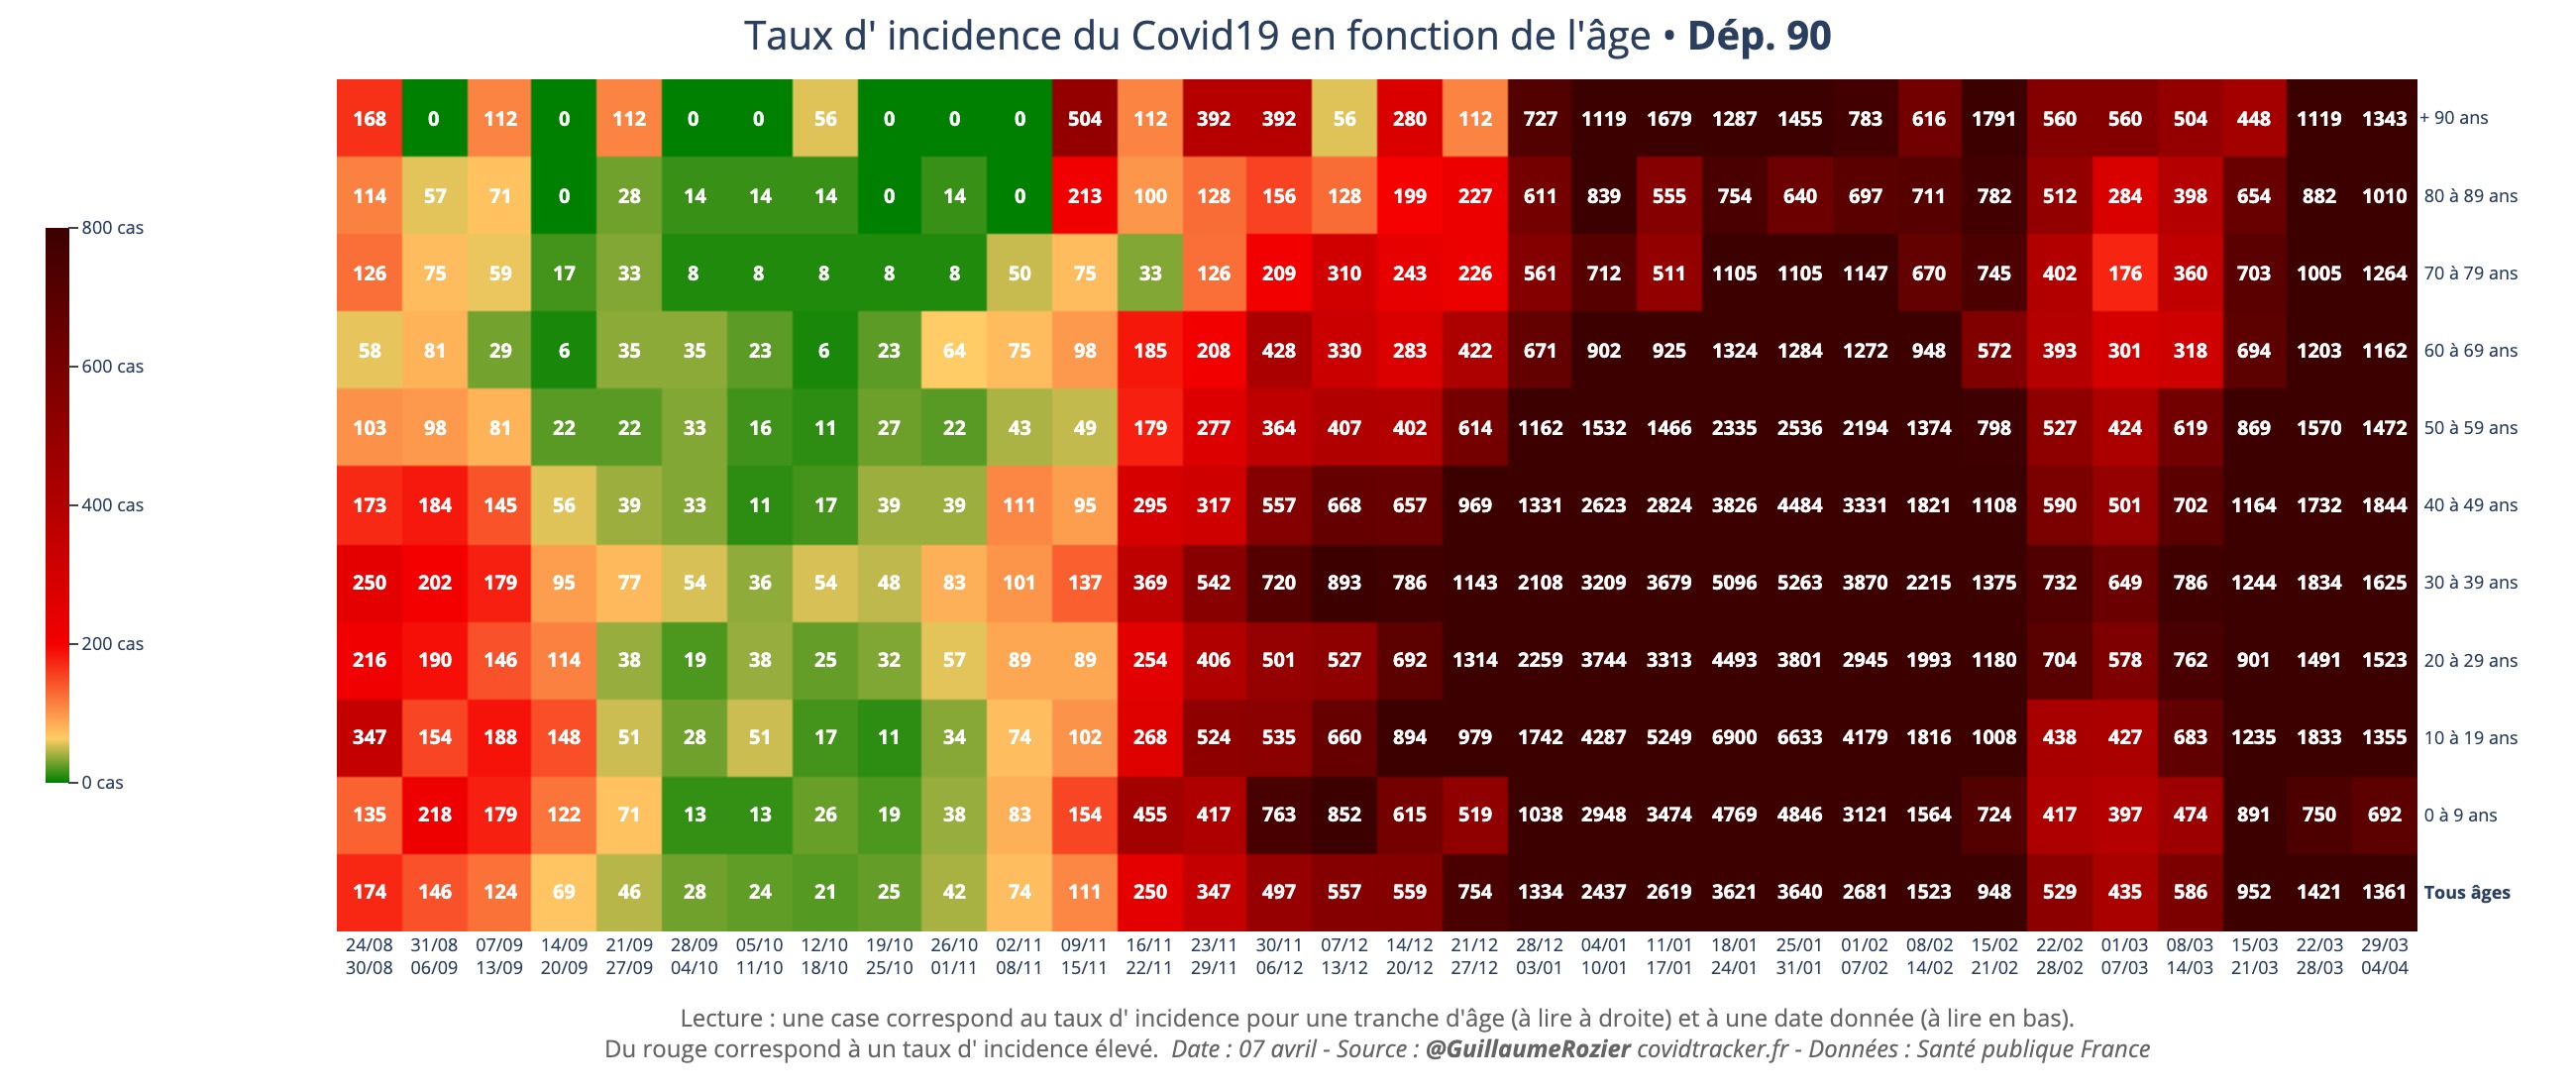 Taux d' incidence du Covid19 en fonction de l'âge • Dép. 90
800 cas
600 cas
400 cas
200 cas
0 cas
168 0 112 0 112 0 0 56 0 0 0 504 112 392 392 56 280 112 727 1119 1679 1287 1455 783 616 1791 560 560 504 448 1119 1343 + 90 ans
114 57 71 0 28 14 14 14 0 14 0 213 100 128 156 128 199 227 611 839 555 754 640 697 711 782 512 284 398 654 882 1010 80 à 89 ans
126 75 59 17 33 8 8 8 8 8 50 75 33 126 209 310 243 226 561 712 511 1105 1105 1147 670 745 402 176 360 703 1005 1264 70 à 79 ans
58 81 29 6 35 35 23 6 23 64 75 98 185 208 428 330 283 422 671 902 925 1324 1284 1272 948 572 393 301 318 694 1203 1162 60 à 69 ans
103 98 81 22 22 33 16 11 27 22 43 49 179 277 364 407 402 614 1162 1532 1466 2335 2536 2194 1374 798 527 424 619 869 1570 1472 50 à 59 ans
173 184 145 56 39 33 11 17 39 39 111 95 295 317 557 668 657 969 1331 2623 2824 3826 4484 3331 1821 1108 590 501 702 1164 1732 1844 40 à 49 ans
250 202 179 95 77 54 36 54 48 83 101 137 369 542 720 893 786 1143 2108 3209 3679 5096 5263 3870 2215 1375 732 649 786 1244 1834 1625 30 à 39 ans
216 190 146 114 38 19 38 25 32 57 89 89 254 406 501 527 692 1314 2259 3744 3313 4493 3801 2945 1993 1180 704 578 762 901 1491 1523 20 à 29 ans
347 154 188 148 51 28 51 17 11 34 74 102 268 524 535 660 894 979 1742 4287 5249 6900 6633 4179 1816 1008 438 427 683 1235 1833 1355 10 à 19 ans
135 218 179 122 71 13 13 26 19 38 83 154 455 417 763 852 615 519 1038 2948 3474 4769 4846 3121 1564 724 417 397 474 891 750 692 0 à 9 ans
174 146 124 69 46 28 24 21 25 42 74 111 250 347 497 557 559 754 1334 2437 2619 3621 3640 2681 1523 948 529 435 586 952 1421 1361 Tous âges
24/08 31/08 07/09 14/09 21/09 28/09 05/10 12/10 19/10 26/10 02/11 09/11 16/11 23/11 30/11 07/12 14/12 21/12 28/12 04/01 11/01 18/01 25/01 01/02 08/02 15/02 22/02 01/03 08/03 15/03 22/03 29/03
30/08 06/09 13/09 20/09 27/09 04/10 11/10 18/10 25/10 01/11 08/11 15/11 22/11 29/11 06/12 13/12 20/12 27/12 03/01 10/01 17/01 24/01 31/01 07/02 14/02 21/02 28/02 07/03 14/03 21/03 28/03 04/04
Lecture : une case correspond au taux d' incidence pour une tranche d'âge (à lire à droite) et à une date donnée (à lire en bas).
Du rouge correspond à un taux d' incidence élevé. Date : 07 avril - Source : @GuillaumeRozier covidtracker.fr - Données : Santé publique France